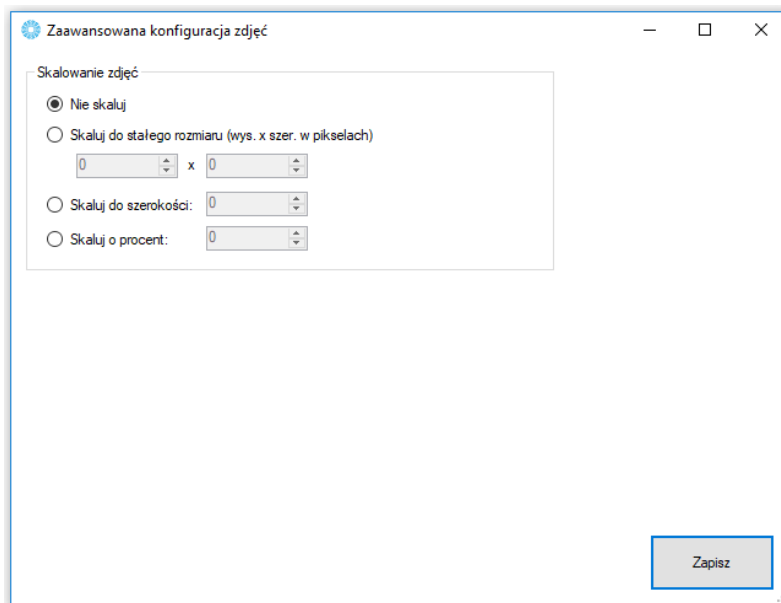 Zaawansowana konfiguracja zdjęć
Skalowanie zdjęć
Nie skaluj
Skaluj do stałego rozmiaru (wys. x szer. w pikselach)
0 x 0
Skaluj do szerokości: 0
Skaluj o procent: 0
Zapisz